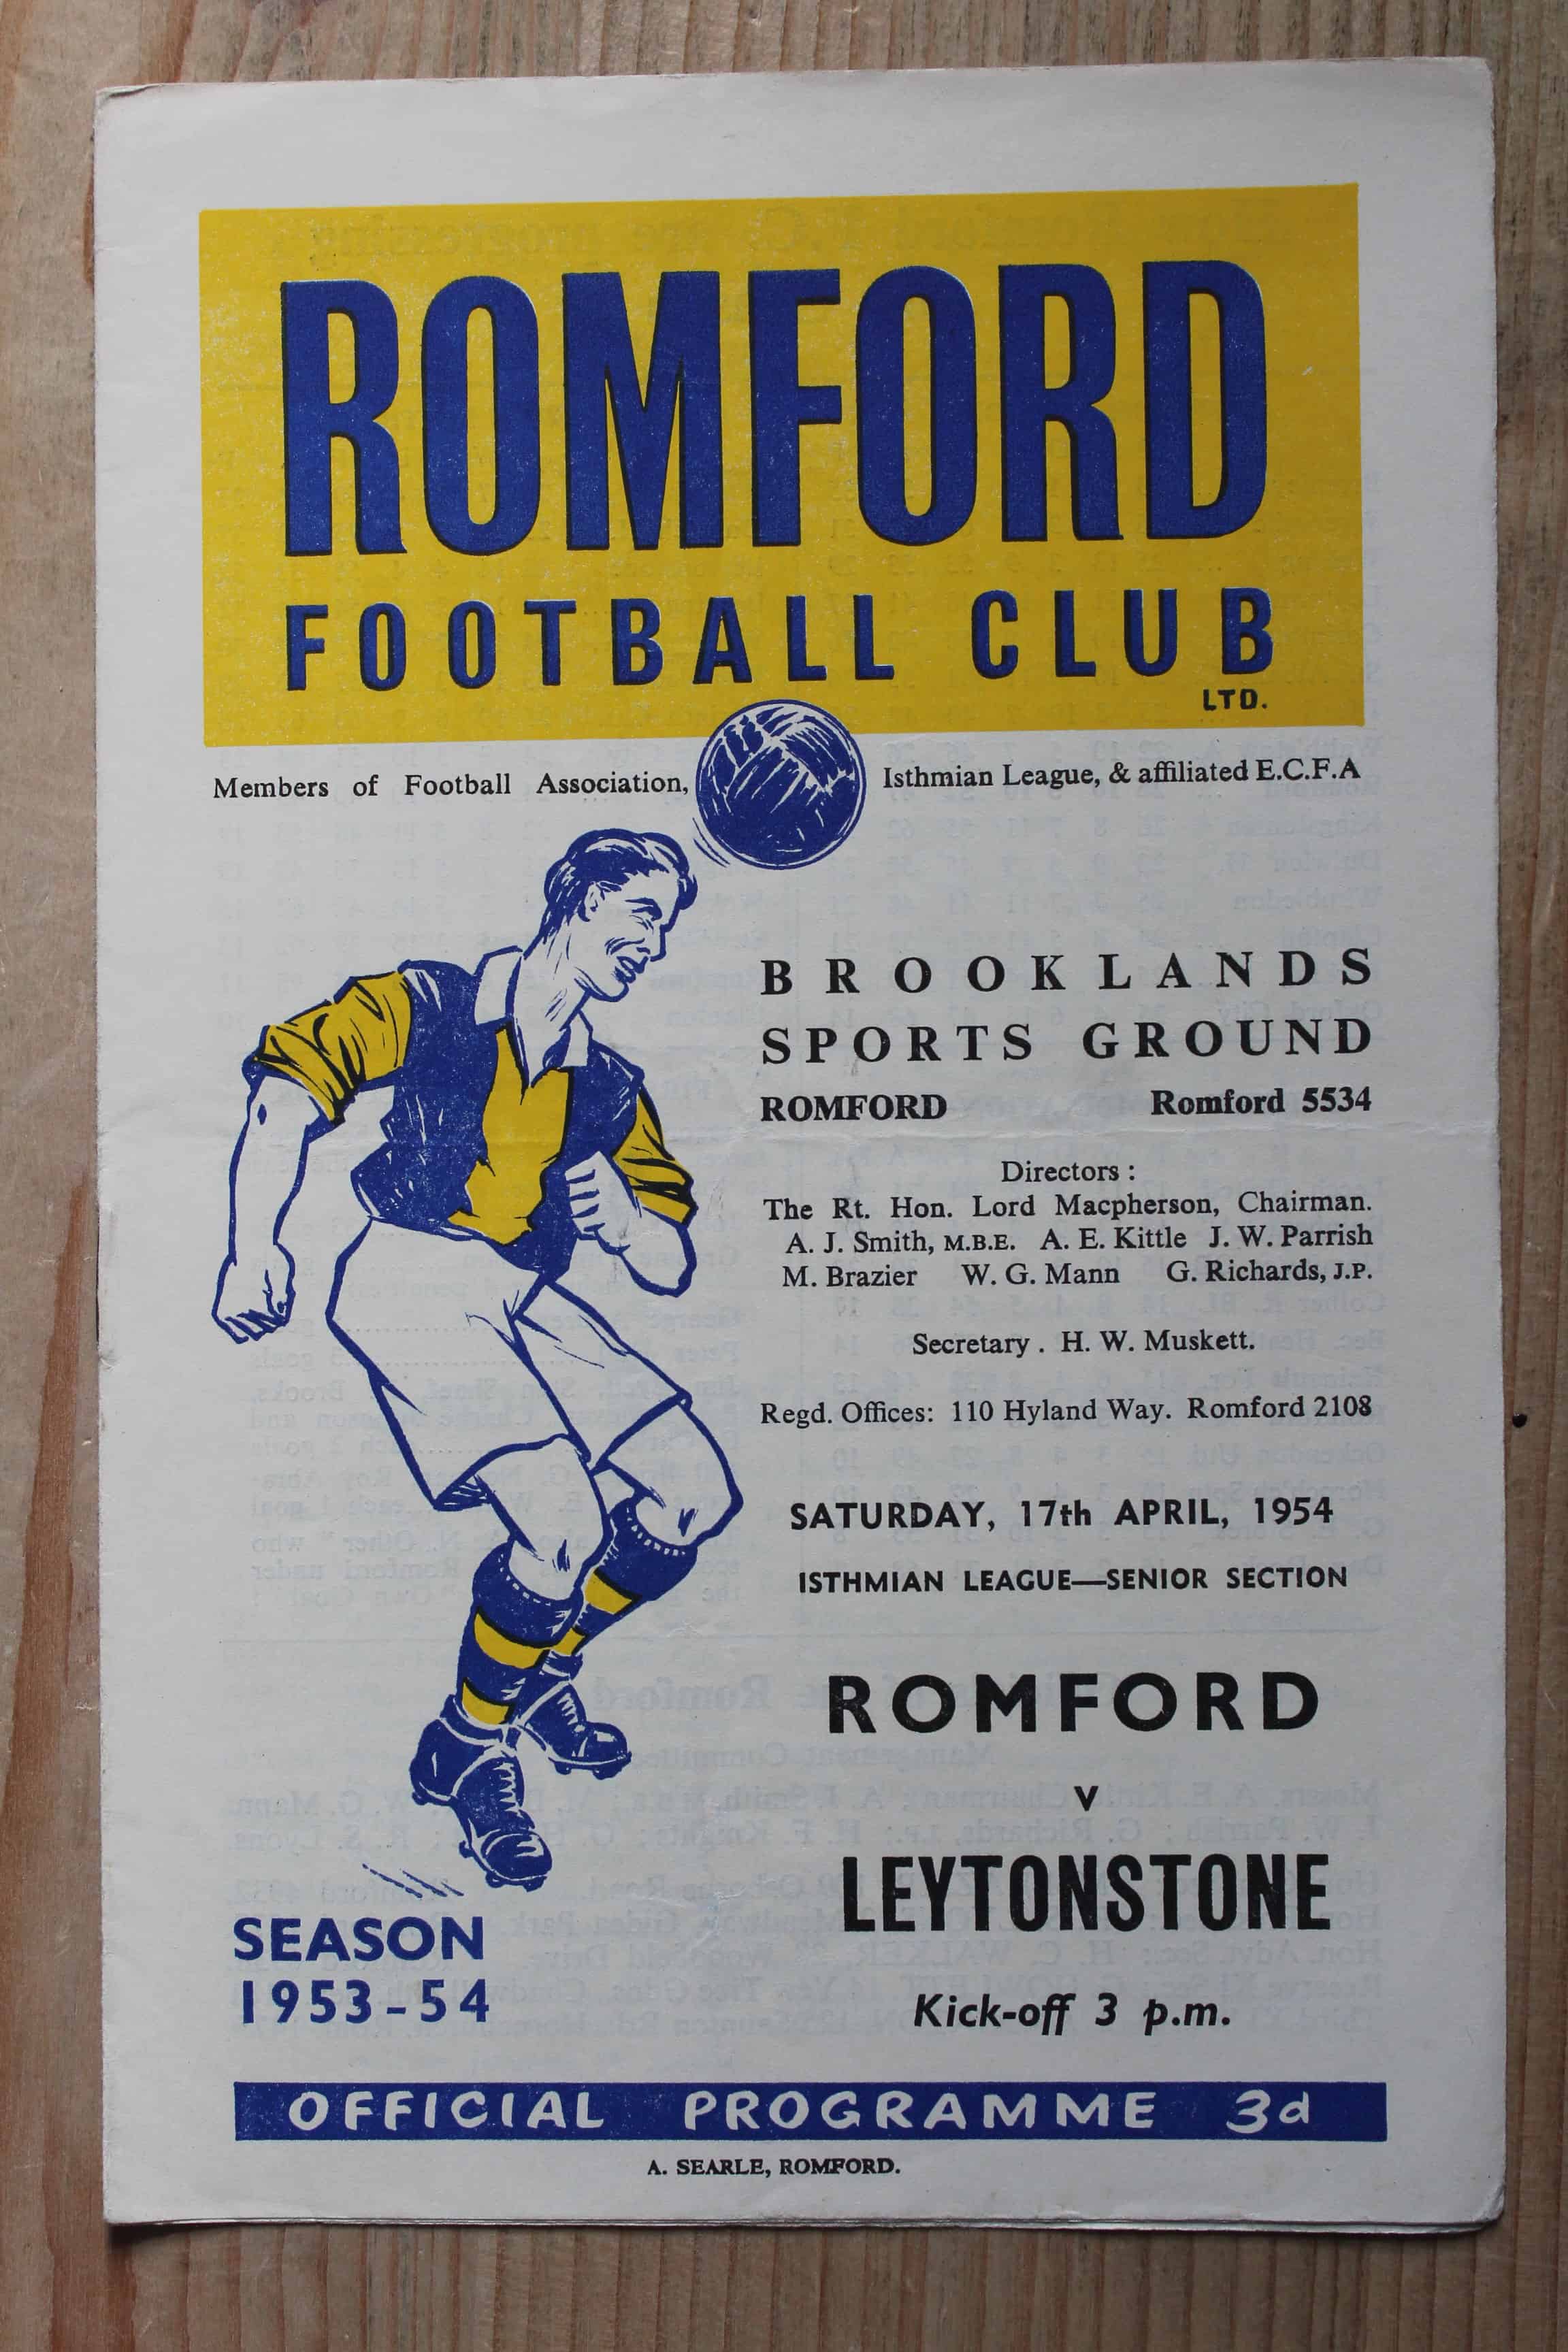 ROMFORD
FOOTBALL CLUB
LTD.
Members of Football Association, Isthmian League, & affiliated E.C.F.A
BROOKLANDS
SPORTS GROUND
ROMFORD Romford 5534
Directors :
The Rt. Hon. Lord Macpherson, Chairman.
A. J. Smith, M.B.E. A. E. Kittle J. W. Parrish
M. Brazier W. G. Mann G. Richards, J.P.
Secretary . H. W. Muskett.
Regd. Offices: 110 Hyland Way. Romford 2108
SATURDAY, 17th APRIL, 1954
ISTHMIAN LEAGUE—SENIOR SECTION
ROMFORD
v
LEYTONSTONE
Kick-off 3 p.m.
SEASON
1953-54
OFFICIAL PROGRAMME 3d
A. SEARLE, ROMFORD.